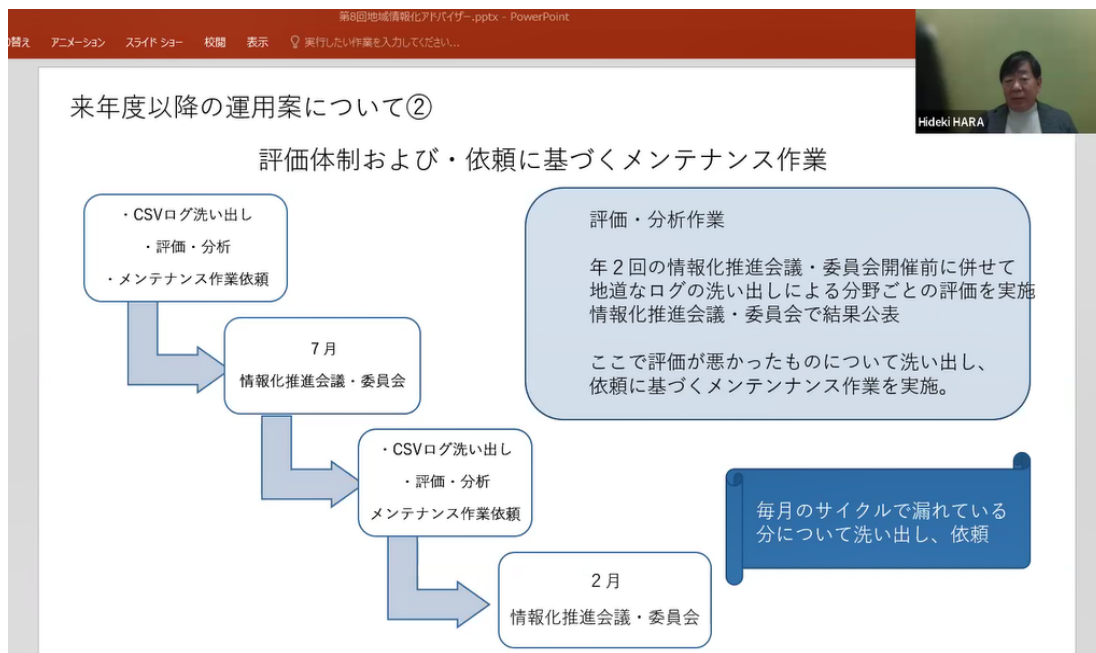 第8回地域情報化アドバイザー.pptx - PowerPoint
り替え アニメーション スライド ショー 校閲 表示 実行したい作業を入力してください...
Hideki HARA
来年度以降の運用案について②
評価体制および・依頼に基づくメンテナンス作業
・CSVログ洗い出し
・評価・分析
・メンテナンス作業依頼
7月
情報化推進会議・委員会
・CSVログ洗い出し
・評価・分析
メンテナンス作業依頼
2月
情報化推進会議・委員会
評価・分析作業
年２回の情報化推進会議・委員会開催前に併せて
地道なログの洗い出しによる分野ごとの評価を実施
情報化推進会議・委員会で結果公表
ここで評価が悪かったものについて洗い出し、
依頼に基づくメンテンナンス作業を実施。
毎月のサイクルで漏れている
分について洗い出し、依頼